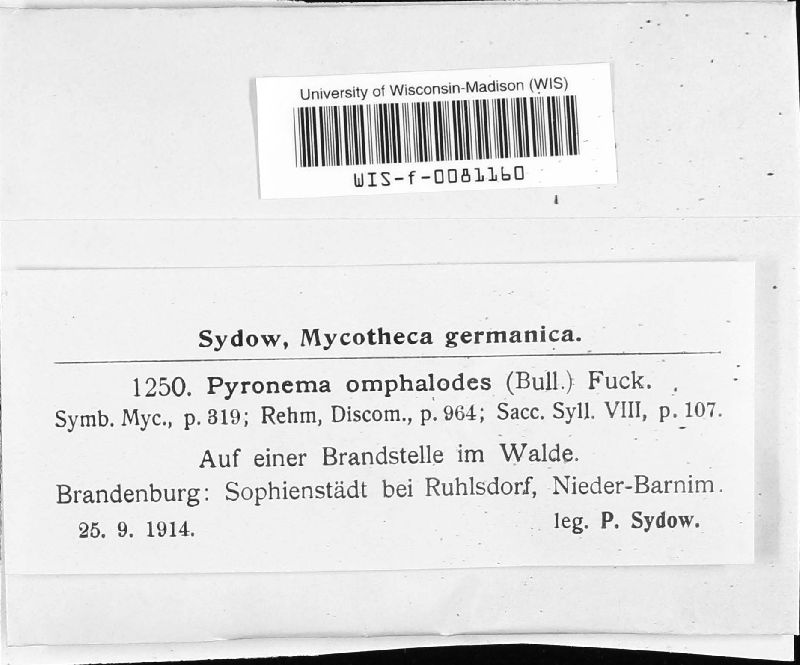 University of Wisconsin-Madison (WIS)
WIS-f-0081160
Sydow, Mycotheca germanica.
1250. Pyronema omphalodes (Bull.) Fuck.
Symb. Myc., p. 319; Rehm, Discom., p. 964; Sacc. Syll. VIII, p. 107.
Auf einer Brandstelle im Walde.
Brandenburg: Sophienstädt bei Ruhlsdorf, Nieder-Barnim.
25. 9. 1914. leg. P. Sydow.